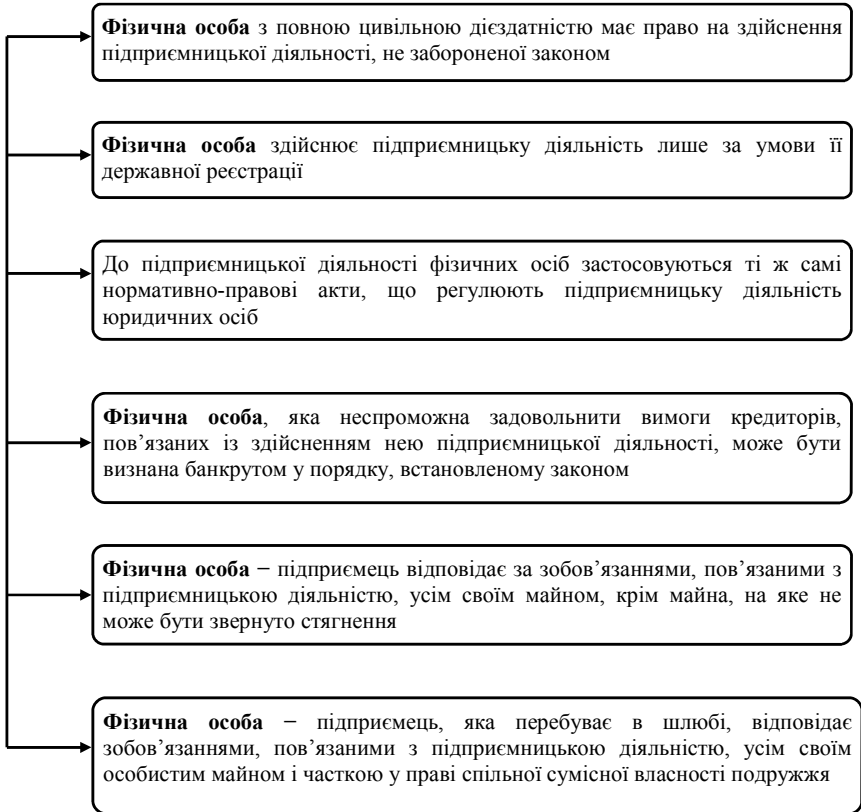 Фізична особа з повною цивільною дієздатністю має право на здійснення
підприємницької діяльності, не забороненої законом
Фізична особа здійснює підприємницьку діяльність лише за умови її
державної реєстрації
До підприємницької діяльності фізичних осіб застосовуються ті ж самі
нормативно-правові акти, що регулюють підприємницьку діяльність
юридичних осіб
Фізична особа, яка неспроможна задовольнити вимоги кредиторів,
пов’язаних із здійсненням нею підприємницької діяльності, може бути
визнана банкрутом у порядку, встановленому законом
Фізична особа – підприємець відповідає за зобов’язаннями, пов’язаними з
підприємницькою діяльністю, усім своїм майном, крім майна, на яке не
може бути звернуто стягнення
Фізична особа – підприємець, яка перебуває в шлюбі, відповідає
зобов’язаннями, пов’язаними з підприємницькою діяльністю, усім своїм
особистим майном і часткою у праві спільної сумісної власності подружжя